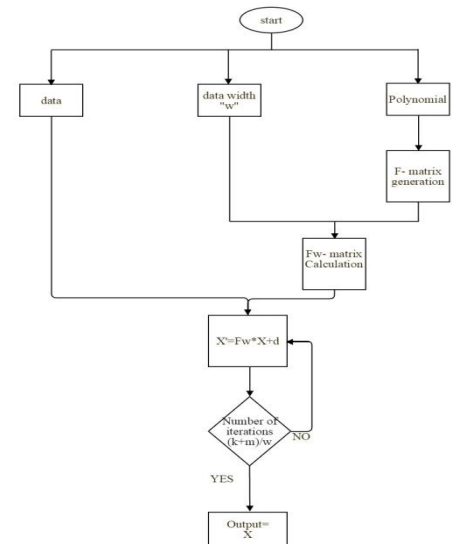 start
data
data width
"w"
Polynomial
F- matrix
generation
Fw- matrix
Calculation
X'=Fw*X+d
Number of
iterations
(k+m)/w
NO
YES
Output=
X